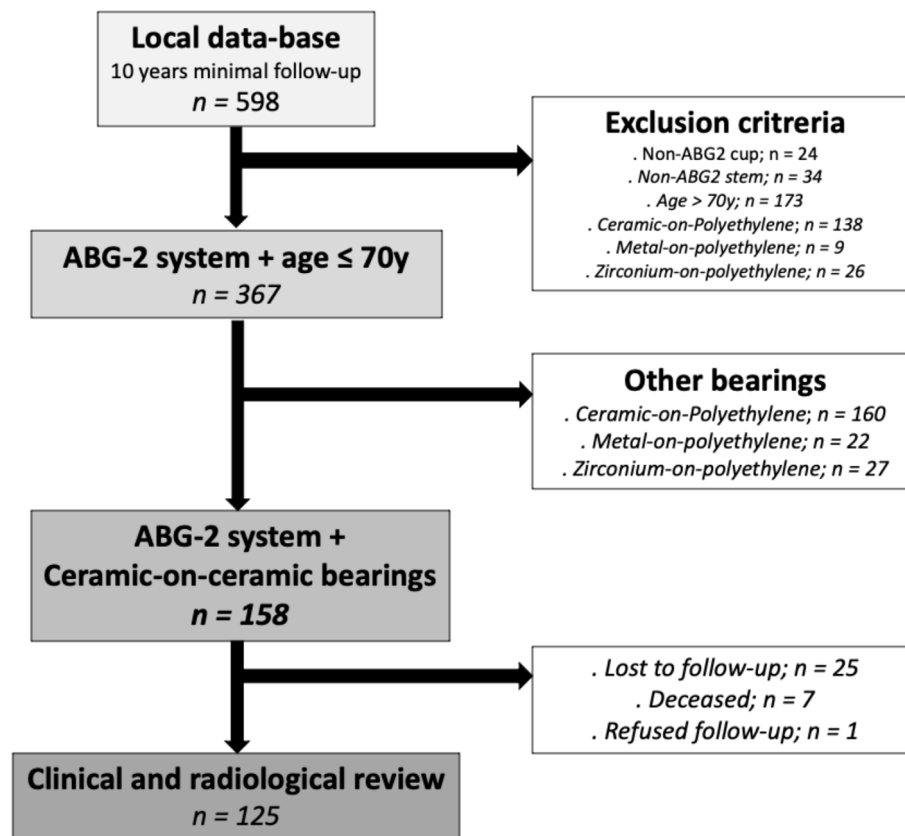 Local data-base
10 years minimal follow-up
n = 598
Exclusion critreria
. Non-ABG2 cup; n = 24
. Non-ABG2 stem; n = 34
. Age > 70y; n = 173
. Ceramic-on-Polyethylene; n = 138
. Metal-on-polyethylene; n = 9
. Zirconium-on-polyethylene; n = 26
ABG-2 system + age ≤ 70y
n = 367
Other bearings
. Ceramic-on-Polyethylene; n = 160
. Metal-on-polyethylene; n = 22
. Zirconium-on-polyethylene; n = 27
ABG-2 system +
Ceramic-on-ceramic bearings
n = 158
. Lost to follow-up; n = 25
. Deceased; n = 7
. Refused follow-up; n = 1
Clinical and radiological review
n = 125